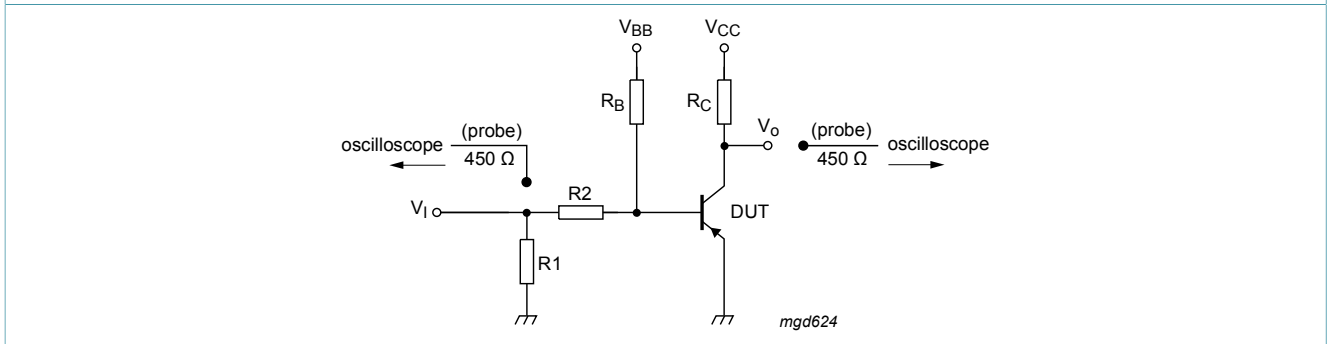 V_BB
V_CC
R_B
R_C
V_o
oscilloscope
(probe)
450 Ω
(probe)
450 Ω
oscilloscope
R2
V_I
DUT
R1
mgd624